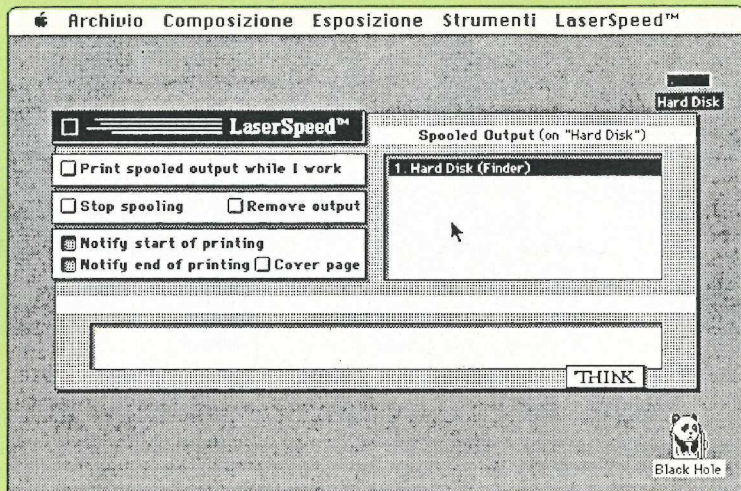 Archivio Composizione Esposizione Strumenti LaserSpeed™
Hard Disk
LaserSpeed™
Spooled Output (on "Hard Disk")
Print spooled output while I work
1. Hard Disk (Finder)
Stop spooling Remove output
Notify start of printing
Notify end of printing Cover page
THINK
Black Hole